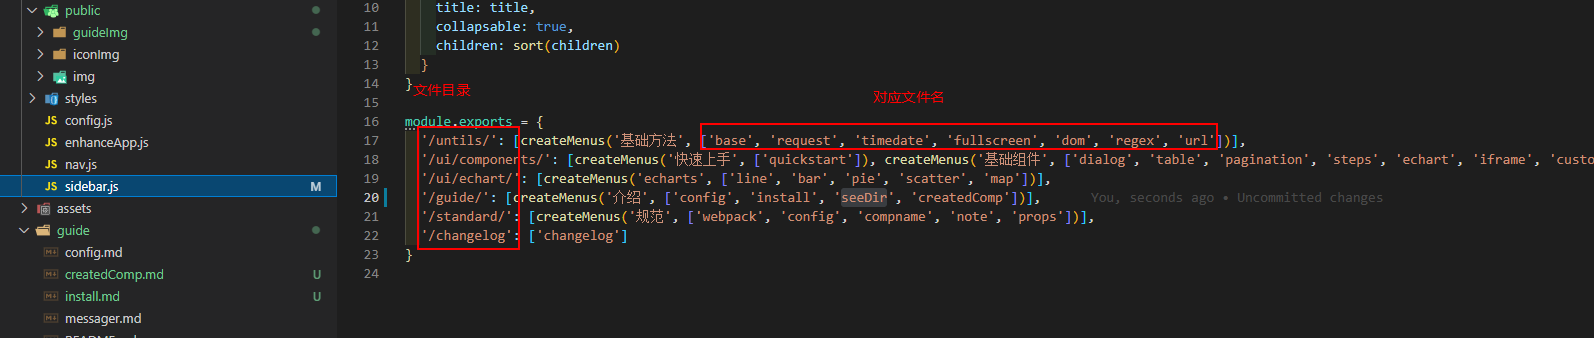 public
guideImg
iconImg
img
styles
JS config.js
JS enhanceApp.js
JS nav.js
JS sidebar.js M
assets
guide
config.md
createdComp.md U
install.md U
messager.md
10 title: title,
11 collapsable: true,
12 children: sort(children)
13 }
14 }
文件目录
对应文件名
15
16 module.exports = {
17 '/untils/': [createMenus('基础方法', ['base', 'request', 'timedate', 'fullscreen', 'dom', 'regex', 'url'])],
18 '/ui/components/': [createMenus('快速上手', ['quickstart']), createMenus('基础组件', ['dialog', 'table', 'pagination', 'steps', 'echart', 'iframe', 'custo
19 '/ui/echart/': [createMenus('echarts', ['line', 'bar', 'pie', 'scatter', 'map'])],
20 '/guide/': [createMenus('介绍', ['config', 'install', 'seeDir', 'createdComp'])], You, seconds ago • Uncommitted changes
21 '/standard/': [createMenus('规范', ['webpack', 'config', 'compname', 'note', 'props'])],
22 '/changelog': ['changelog']
23 }
24